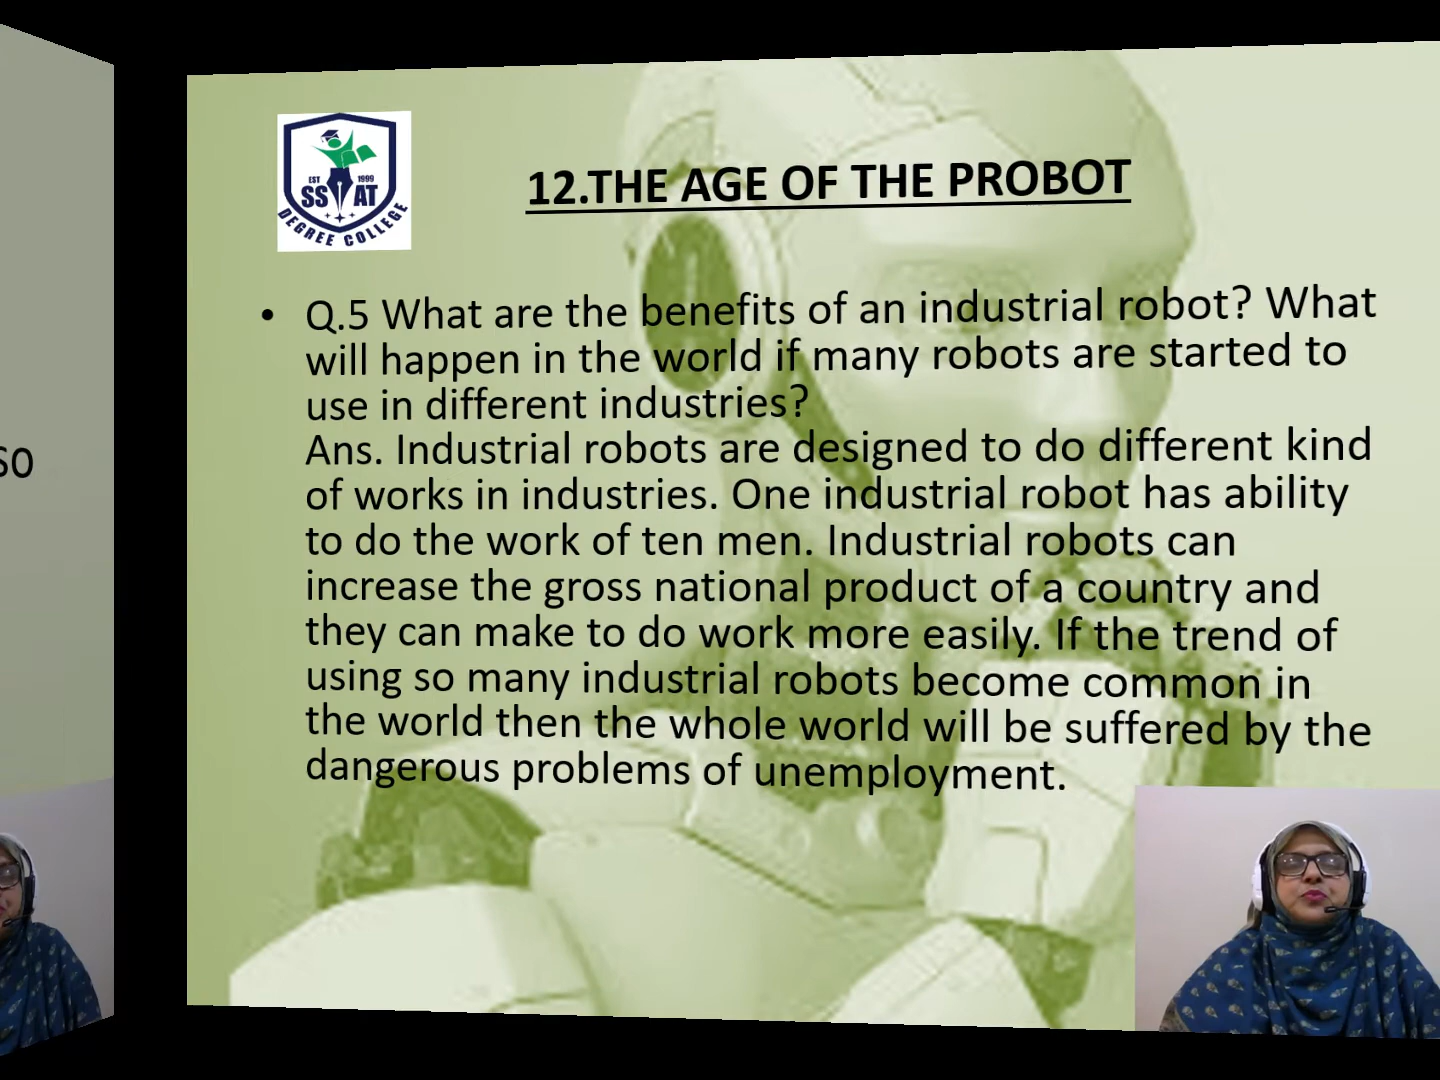 so
EST 1999
SS AT
DEGREE COLLEGE
12.THE AGE OF THE PROBOT
• Q.5 What are the benefits of an industrial robot? What
will happen in the world if many robots are started to
use in different industries?
Ans. Industrial robots are designed to do different kind
of works in industries. One industrial robot has ability
to do the work of ten men. Industrial robots can
increase the gross national product of a country and
they can make to do work more easily. If the trend of
using so many industrial robots become common in
the world then the whole world will be suffered by the
dangerous problems of unemployment.